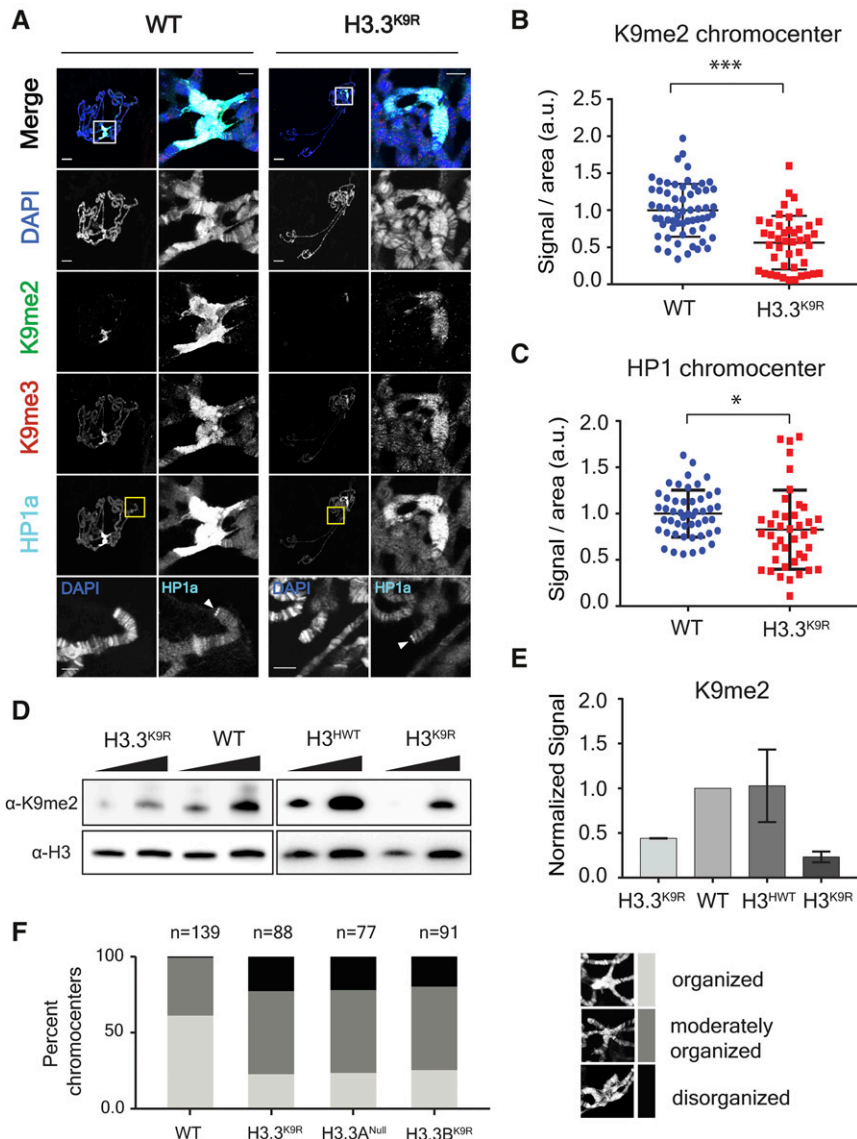 A
WT
H3.3K9R
Merge
DAPI
K9me2
K9me3
HP1a
DAPI
HP1a
DAPI
HP1a
B
K9me2 chromocenter
***
Signal / area (a.u.)
2.5
2.0
1.5
1.0
0.5
0.0
WT
H3.3K9R
C
HP1 chromocenter
*
Signal / area (a.u.)
2.0
1.5
1.0
0.5
0.0
WT
H3.3K9R
D
H3.3K9R
WT
H3HWT
H3K9R
α-K9me2
α-H3
E
K9me2
Normalized Signal
2.0
1.5
1.0
0.5
0
H3.3K9R
WT
H3HWT
H3K9R
F
n=139
n=88
n=77
n=91
Percent
chromocenters
100
50
0.0
WT
H3.3K9R
H3.3ANull
H3.3BK9R
organized
moderately
organized
disorganized